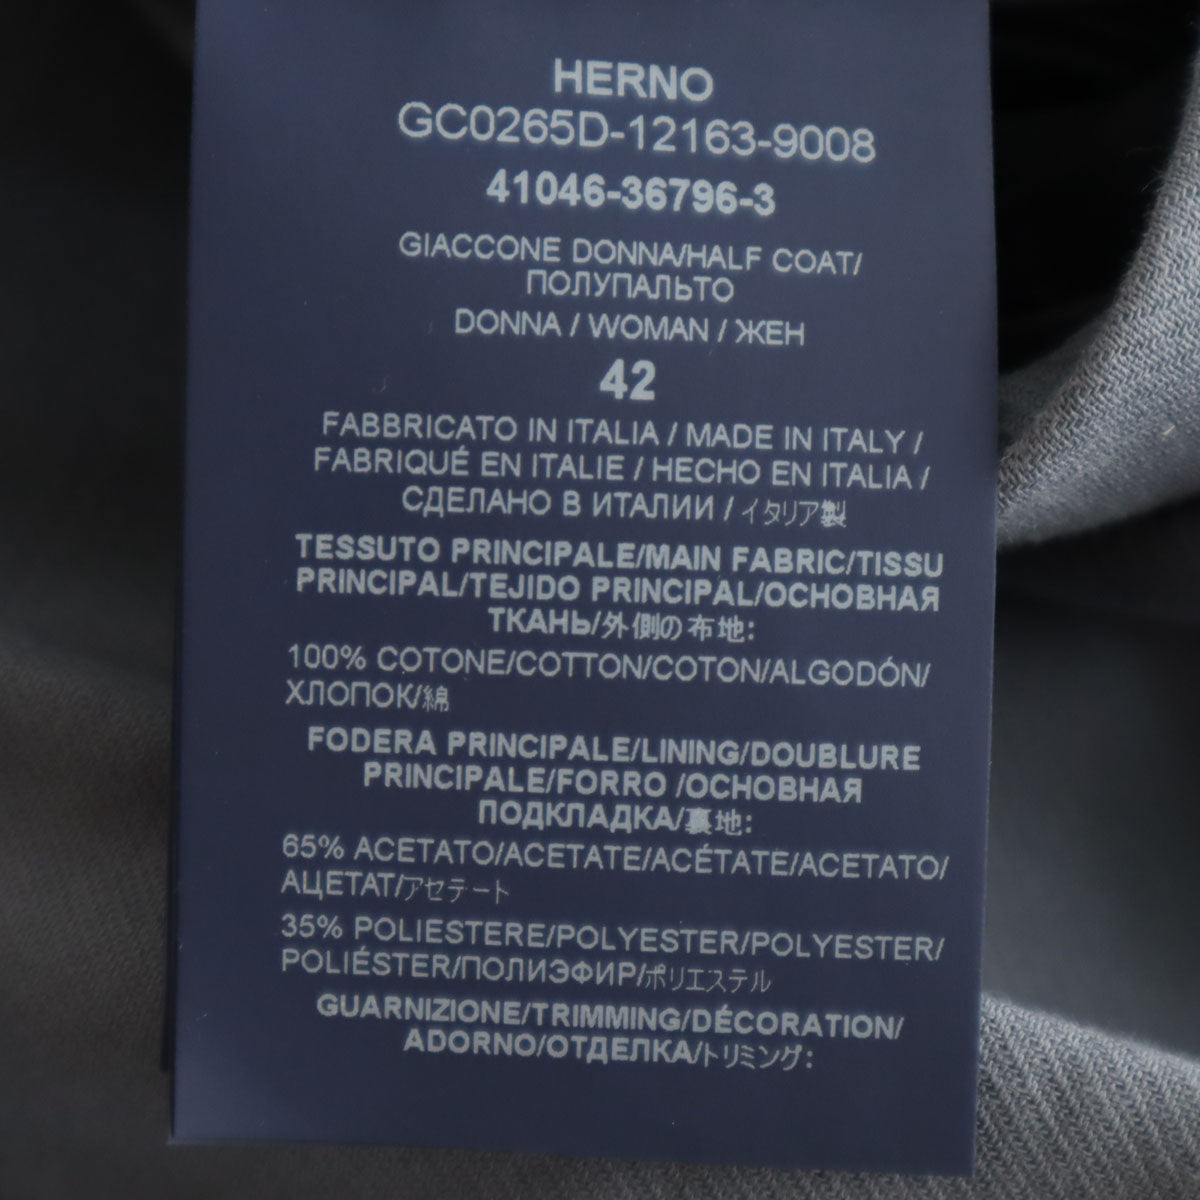 HERNO
GC0265D-12163-9008
41046-36796-3
GIACCONE DONNA/HALF COAT/
ПОЛУПАЛЬТО
DONNA / WOMAN / ЖЕН
42
FABBRICATO IN ITALIA / MADE IN ITALY /
FABRIQUÉ EN ITALIE / HECHO EN ITALIA /
СДЕЛАНО В ИТАЛИИ / イタリア製
TESSUTO PRINCIPALE/MAIN FABRIC/TISSU
PRINCIPAL/TEJIDO PRINCIPAL/ОСНОВНАЯ
ТКАНЬ/外側の布地:
100% COTONE/COTTON/COTON/ALGODÓN/
ХЛОПОК/綿
FODERA PRINCIPALE/LINING/DOUBLURE
PRINCIPALE/FORRO /ОСНОВНАЯ
ПОДКЛАДКА/裏地:
65% ACETATO/ACETATE/ACÉTATE/ACETATO/
АЦЕТАТ/アセテート
35% POLIESTERE/POLYESTER/POLYESTER/
POLIÉSTER/ПОЛИЭФИР/ポリエステル
GUARNIZIONE/TRIMMING/DÉCORATION/
ADORNO/ОТДЕЛКА/トリミング: